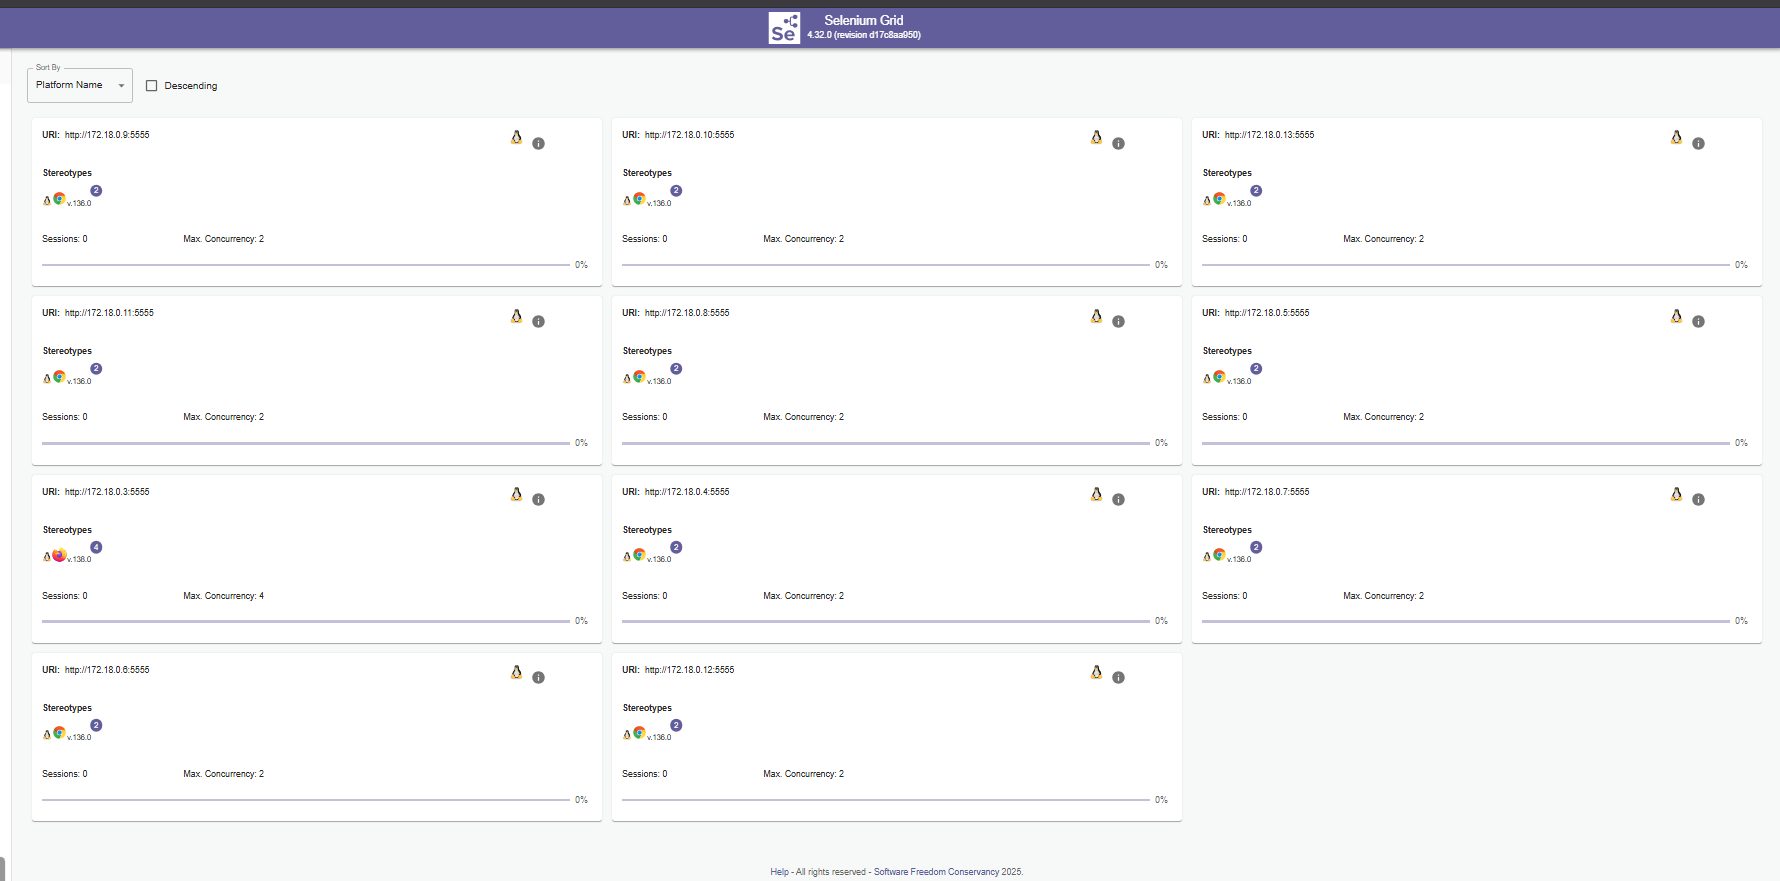 Se
Selenium Grid
4.32.0 (revision d17c8aa950)
Sort By
Platform Name
Descending
URI: http://172.18.0.9:5555
Stereotypes
v.136.0
2
Sessions: 0 Max. Concurrency: 2
0%
URI: http://172.18.0.10:5555
Stereotypes
v.136.0
2
Sessions: 0 Max. Concurrency: 2
0%
URI: http://172.18.0.13:5555
Stereotypes
v.136.0
2
Sessions: 0 Max. Concurrency: 2
0%
URI: http://172.18.0.11:5555
Stereotypes
v.136.0
2
Sessions: 0 Max. Concurrency: 2
0%
URI: http://172.18.0.8:5555
Stereotypes
v.136.0
2
Sessions: 0 Max. Concurrency: 2
0%
URI: http://172.18.0.5:5555
Stereotypes
v.136.0
2
Sessions: 0 Max. Concurrency: 2
0%
URI: http://172.18.0.3:5555
Stereotypes
v.138.0
4
Sessions: 0 Max. Concurrency: 4
0%
URI: http://172.18.0.4:5555
Stereotypes
v.136.0
2
Sessions: 0 Max. Concurrency: 2
0%
URI: http://172.18.0.7:5555
Stereotypes
v.136.0
2
Sessions: 0 Max. Concurrency: 2
0%
URI: http://172.18.0.6:5555
Stereotypes
v.136.0
2
Sessions: 0 Max. Concurrency: 2
0%
URI: http://172.18.0.12:5555
Stereotypes
v.136.0
2
Sessions: 0 Max. Concurrency: 2
0%
Help - All rights reserved - Software Freedom Conservancy 2025.